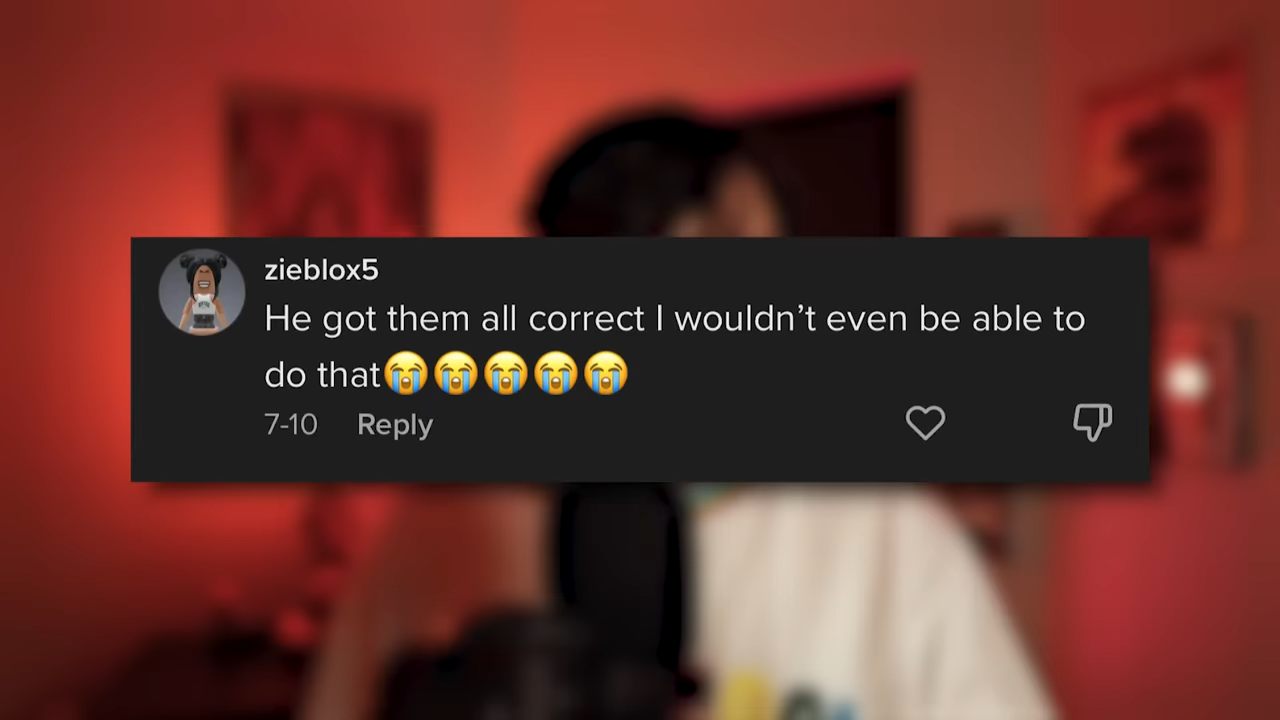 zieblox5
He got them all correct I wouldn’t even be able to
do that😭😭😭😭😭
7-10 Reply